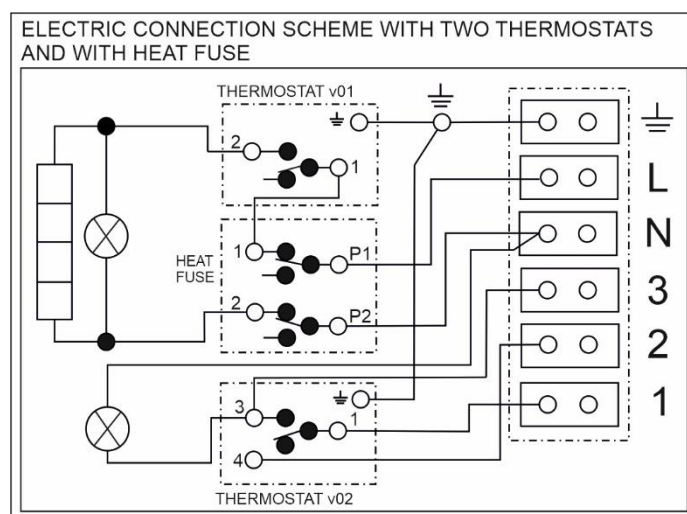 ELECTRIC CONNECTION SCHEME WITH TWO THERMOSTATS
AND WITH HEAT FUSE
THERMOSTAT v01
2
1
L
1
P1
N
HEAT
FUSE
2
P2
3
2
3
1
4
1
THERMOSTAT v02